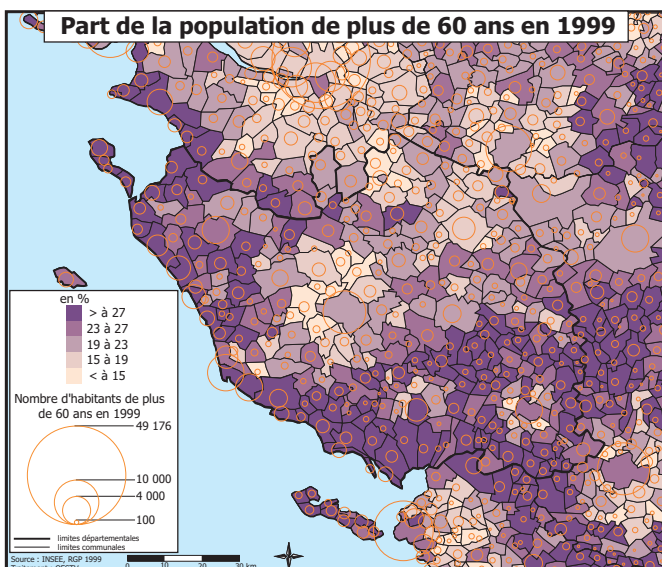 Part de la population de plus de 60 ans en 1999
en %
> à 27
23 à 27
19 à 23
15 à 19
< à 15
Nombre d'habitants de plus
de 60 ans en 1999
49 176
10 000
4 000
100
limites départementales
limites communales
Source : INSEE, RGP 1999
0 10 20 30 km